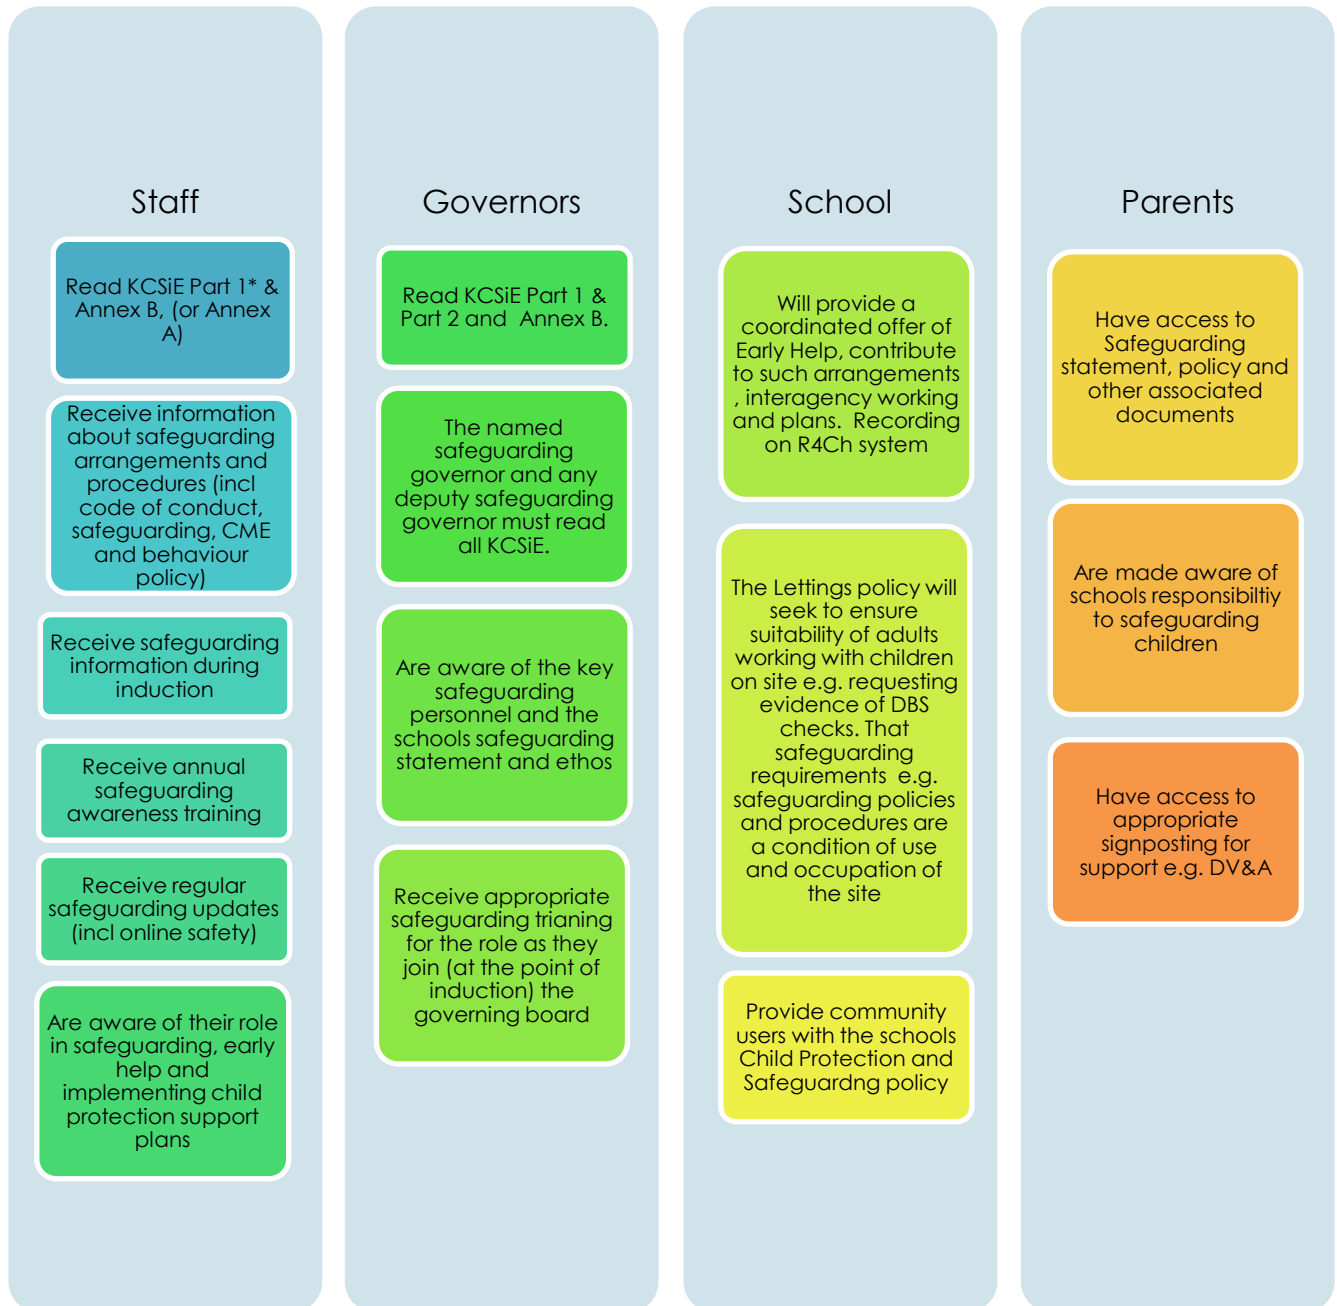 Staff
Read KCSiE Part 1* &
Annex B, (or Annex
A)
Receive information
about safeguarding
arrangements and
procedures (incl
code of conduct,
safeguarding, CME
and behaviour
policy)
Receive safeguarding
information during
induction
Receive annual
safeguarding
awareness training
Receive regular
safeguarding updates
(incl online safety)
Are aware of their role
in safeguarding, early
help and
implementing child
protection support
plans
Governors
Read KCSiE Part 1 &
Part 2 and Annex B.
The named
safeguarding
governor and any
deputy safeguarding
governor must read
all KCSiE.
Are aware of the key
safeguarding
personnel and the
schools safeguarding
statement and ethos
Receive appropriate
safeguarding trianing
for the role as they
join (at the point of
induction) the
governing board
School
Will provide a
coordinated offer of
Early Help, contribute
to such arrangements
, interagency working
and plans. Recording
on R4Ch system
The Lettings policy will
seek to ensure
suitability of adults
working with children
on site e.g. requesting
evidence of DBS
checks. That
safeguarding
requirements e.g.
safeguarding policies
and procedures are
a condition of use
and occupation of
the site
Provide community
users with the schools
Child Protection and
Safeguardng policy
Parents
Have access to
Safeguarding
statement, policy and
other associated
documents
Are made aware of
schools responsibiltiy
to safeguarding
children
Have access to
appropriate
signposting for
support e.g. DV&A